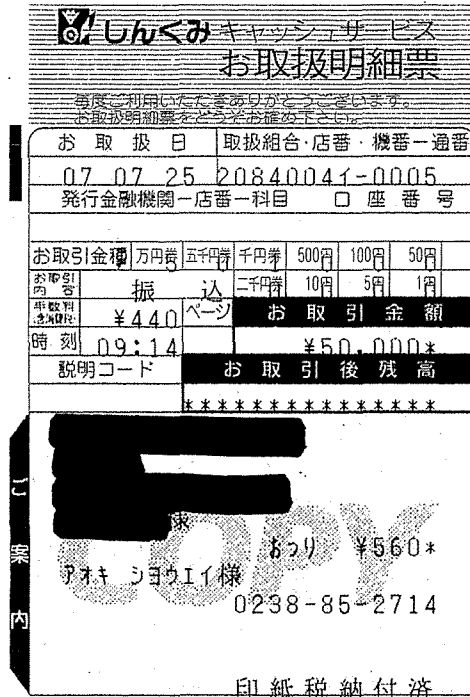 しんくみ キャッシュサービス
お取扱明細票
毎度ご利用いただきありがとうございます。
お取扱明細票をどうぞお確め下さい。
お取扱日 取扱組合・店番・機番ー通番
07 07 25 2084004イ-0005
発行金融機関ー店番ー科目 口座番号
お取引金種 万円券 五千円券 千円券 500円 100円 50円
お取引内容 振込 二千円券 10円 5円 1円
手数料 ¥440 ページ お取引金額
時刻 09:14 ¥50,000*
説明コード お取引後残高
**************
ご案内
様
COPY
おつり ¥560*
アオキ シヨウエイ様
0238-85-2714
印紙税納付済